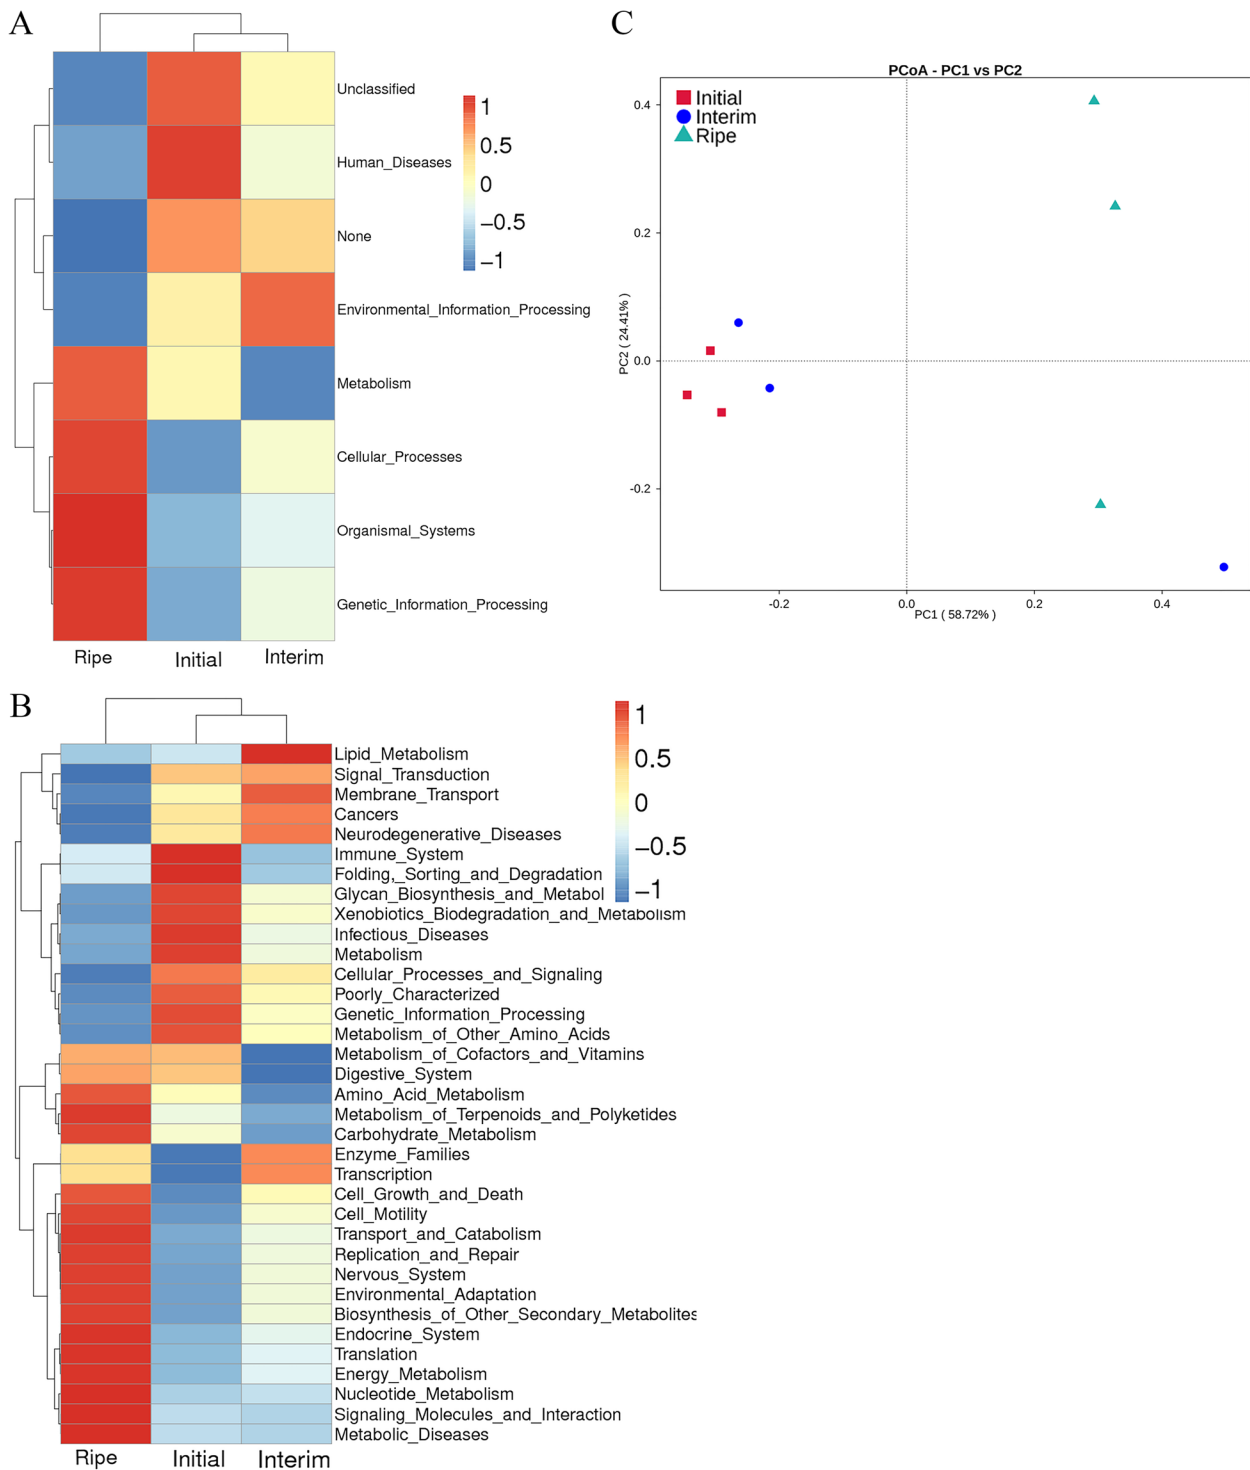 A
Unclassified
Human_Diseases
None
Environmental_Information_Processing
Metabolism
Cellular_Processes
Organismal_Systems
Genetic_Information_Processing
1
0.5
0
−0.5
−1
Ripe Initial Interim
C
PCoA - PC1 vs PC2
Initial
Interim
Ripe
0.4
0.2
0.0
-0.2
PC2 ( 24.41% )
-0.2 0.0 0.2 0.4
PC1 ( 58.72% )
B
Lipid_Metabolism
Signal_Transduction
Membrane_Transport
Cancers
Neurodegenerative_Diseases
Immune_System
Folding,_Sorting_and_Degradation
Glycan_Biosynthesis_and_Metabol
Xenobiotics_Biodegradation_and_Metabolism
Infectious_Diseases
Metabolism
Cellular_Processes_and_Signaling
Poorly_Characterized
Genetic_Information_Processing
Metabolism_of_Other_Amino_Acids
Metabolism_of_Cofactors_and_Vitamins
Digestive_System
Amino_Acid_Metabolism
Metabolism_of_Terpenoids_and_Polyketides
Carbohydrate_Metabolism
Enzyme_Families
Transcription
Cell_Growth_and_Death
Cell_Motility
Transport_and_Catabolism
Replication_and_Repair
Nervous_System
Environmental_Adaptation
Biosynthesis_of_Other_Secondary_Metabolites
Endocrine_System
Translation
Energy_Metabolism
Nucleotide_Metabolism
Signaling_Molecules_and_Interaction
Metabolic_Diseases
1
0.5
0
−0.5
−1
Ripe Initial Interim